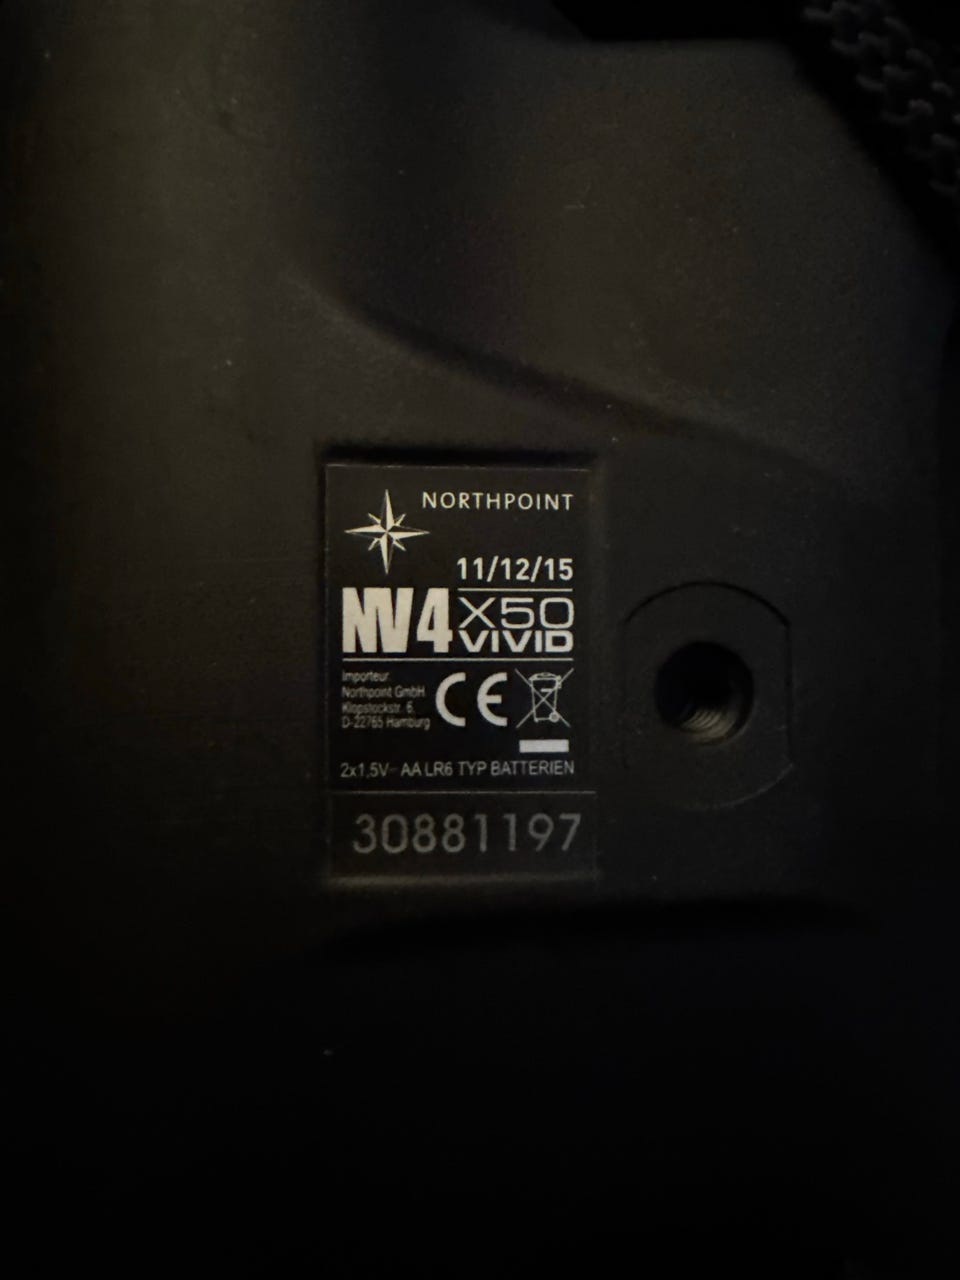 NORTHPOINT
11/12/15
NV4 X50
VIVID
Importeur
Northpoint GmbH
Klopstockstr. 6,
D-22765 Hamburg
CE
2x1,5V AA LR6 TYP BATTERIEN
30881197